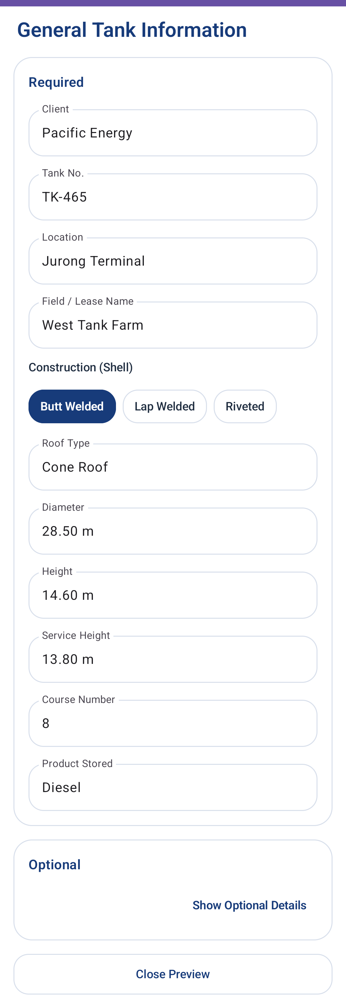 General Tank Information
Required
Client
Pacific Energy
Tank No.
TK-465
Location
Jurong Terminal
Field / Lease Name
West Tank Farm
Construction (Shell)
Butt Welded Lap Welded Riveted
Roof Type
Cone Roof
Diameter
28.50 m
Height
14.60 m
Service Height
13.80 m
Course Number
8
Product Stored
Diesel
Optional
Show Optional Details
Close Preview